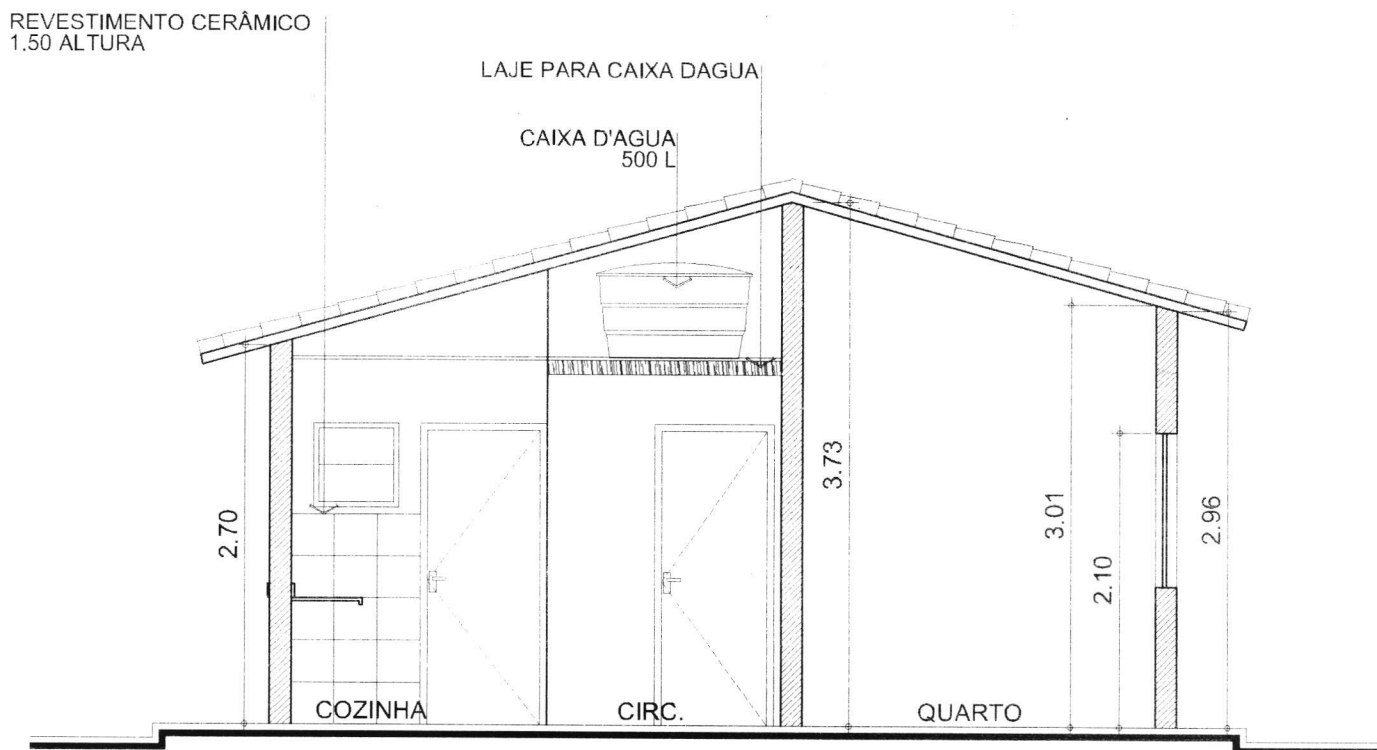 REVESTIMENTO CERÂMICO
1.50 ALTURA
LAJE PARA CAIXA DAGUA
CAIXA D'AGUA
500 L
2.70
3.73
3.01
2.10
2.96
COZINHA
CIRC.
QUARTO